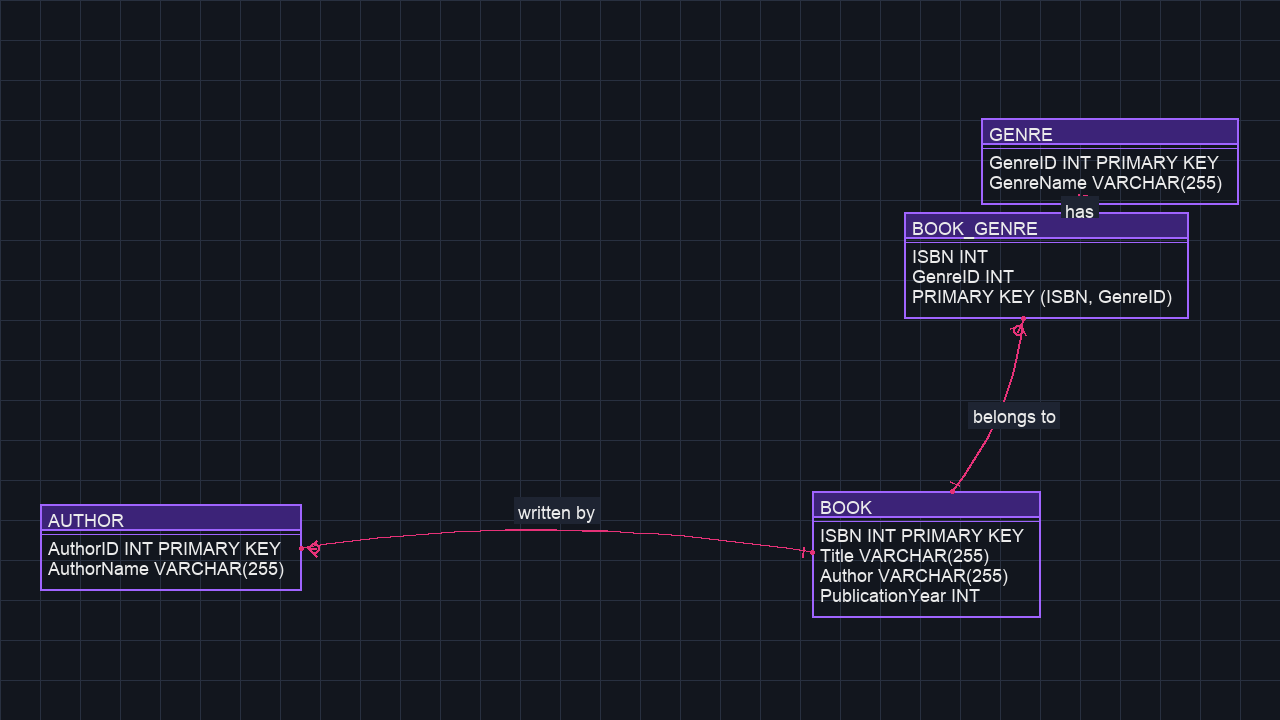 GENRE
GenreID INT PRIMARY KEY
GenreName VARCHAR(255)
has
BOOK_GENRE
ISBN INT
GenreID INT
PRIMARY KEY (ISBN, GenreID)
belongs to
written by
AUTHOR
AuthorID INT PRIMARY KEY
AuthorName VARCHAR(255)
BOOK
ISBN INT PRIMARY KEY
Title VARCHAR(255)
Author VARCHAR(255)
PublicationYear INT